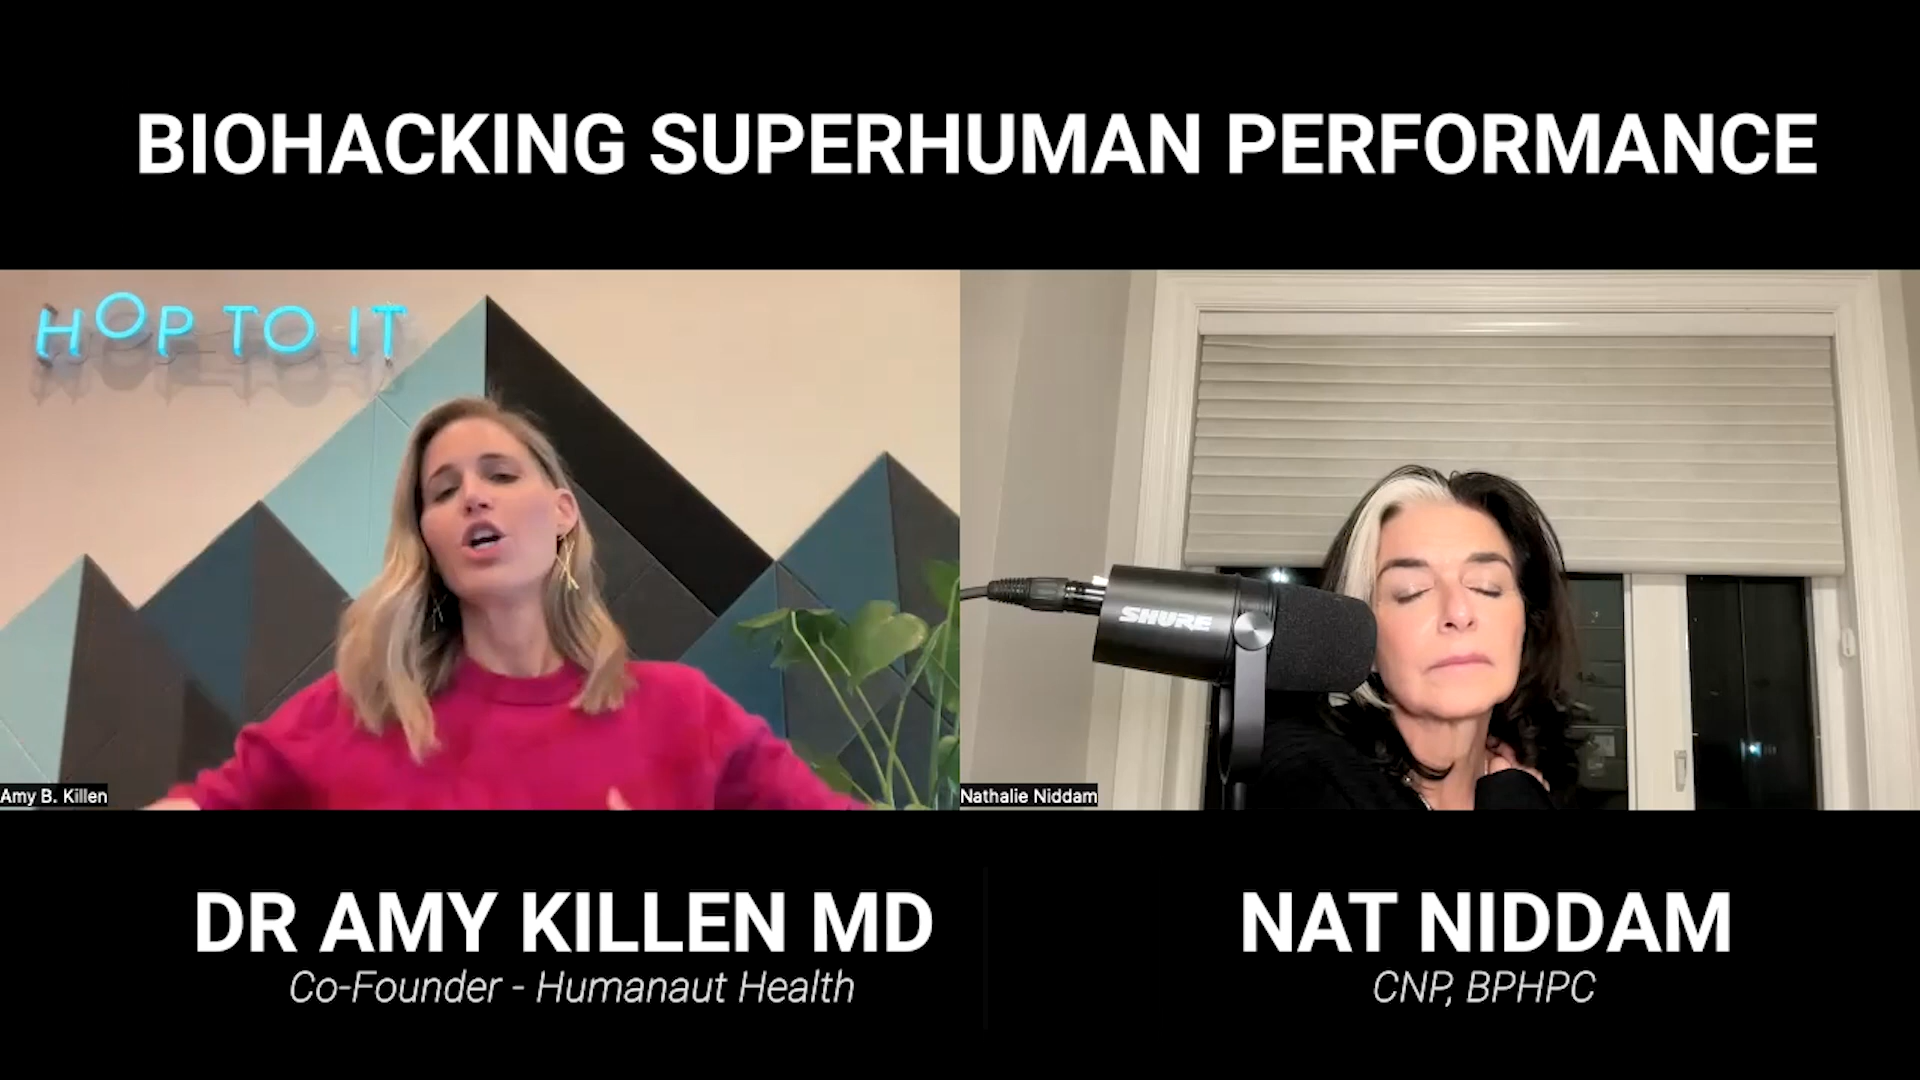 BIOHACKING SUPERHUMAN PERFORMANCE
HOP TO IT
SHURE
Amy B. Killen
Nathalie Niddam
DR AMY KILLEN MD
Co-Founder - Humanaut Health
NAT NIDDAM
CNP, BPHPC